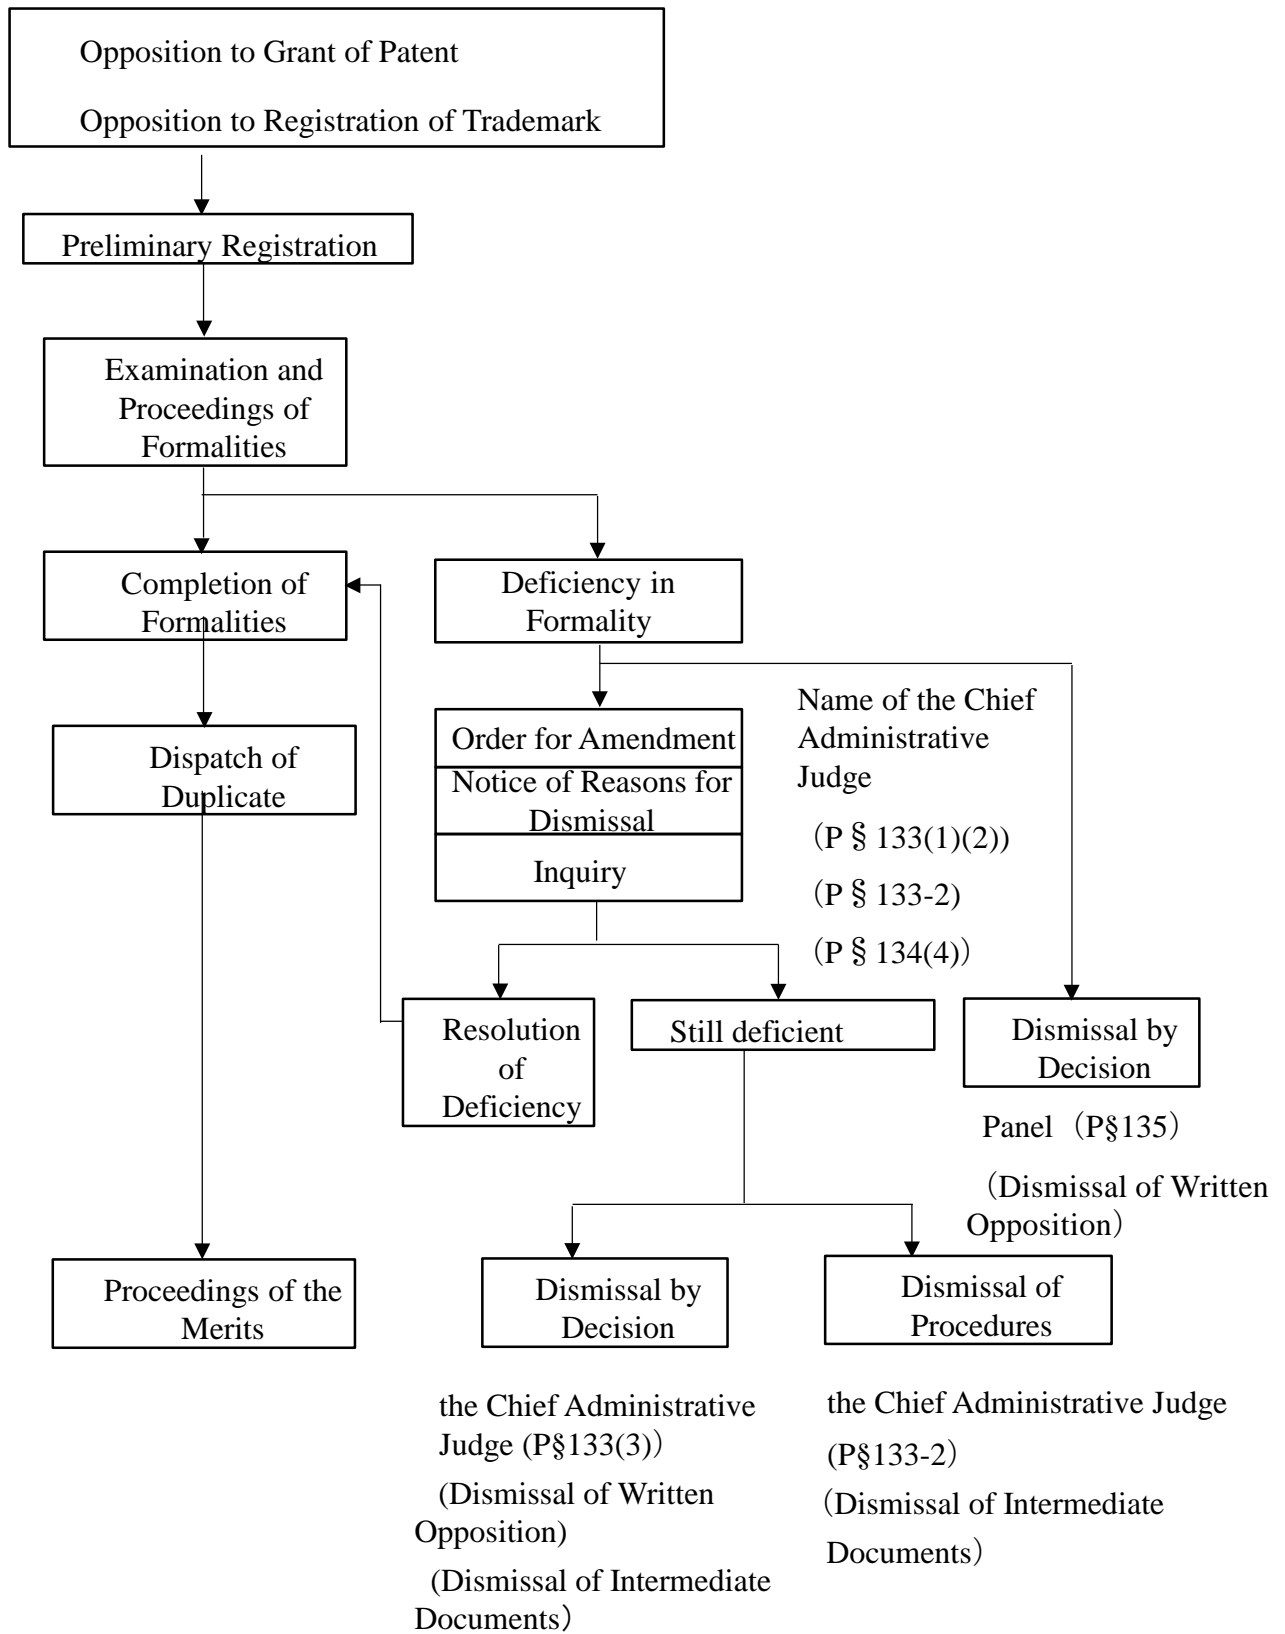 Opposition to Grant of Patent
Opposition to Registration of Trademark
Preliminary Registration
Examination and
Proceedings of
Formalities
Completion of
Formalities
Deficiency in
Formality
Dispatch of
Duplicate
Order for Amendment
Notice of Reasons for
Dismissal
Inquiry
Name of the Chief
Administrative
Judge
（P§133(1)(2))
（P§133-2)
（P§134(4)）
Resolution
of
Deficiency
Still deficient
Dismissal by
Decision
Panel（P§135）
（Dismissal of Written
Opposition）
Proceedings of the
Merits
Dismissal by
Decision
Dismissal of
Procedures
the Chief Administrative
Judge (P§133(3)）
(Dismissal of Written
Opposition)
(Dismissal of Intermediate
Documents）
the Chief Administrative Judge
(P§133-2）
（Dismissal of Intermediate
Documents）